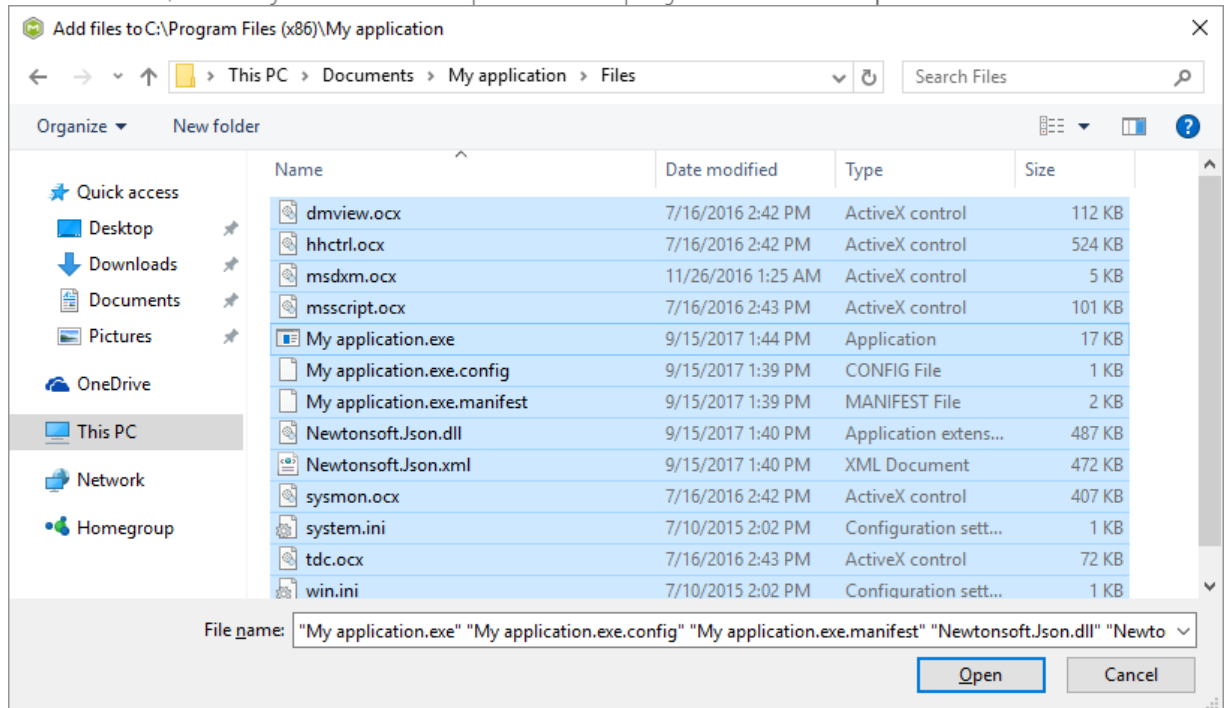 Add files to C:\Program Files (x86)\My application
This PC > Documents > My application > Files
Search Files
Organize New folder
Name Date modified Type Size
Quick access
Desktop
Downloads
Documents
Pictures
OneDrive
This PC
Network
Homegroup
dmview.ocx 7/16/2016 2:42 PM ActiveX control 112 KB
hhctrl.ocx 7/16/2016 2:42 PM ActiveX control 524 KB
msdxm.ocx 11/26/2016 1:25 AM ActiveX control 5 KB
msscript.ocx 7/16/2016 2:43 PM ActiveX control 101 KB
My application.exe 9/15/2017 1:44 PM Application 17 KB
My application.exe.config 9/15/2017 1:39 PM CONFIG File 1 KB
My application.exe.manifest 9/15/2017 1:39 PM MANIFEST File 2 KB
Newtonsoft.Json.dll 9/15/2017 1:40 PM Application extens... 487 KB
Newtonsoft.Json.xml 9/15/2017 1:40 PM XML Document 472 KB
sysmon.ocx 7/16/2016 2:42 PM ActiveX control 407 KB
system.ini 7/10/2015 2:02 PM Configuration sett... 1 KB
tdc.ocx 7/16/2016 2:43 PM ActiveX control 72 KB
win.ini 7/10/2015 2:02 PM Configuration sett... 1 KB
File name: "My application.exe" "My application.exe.config" "My application.exe.manifest" "Newtonsoft.Json.dll" "Newto
Open Cancel